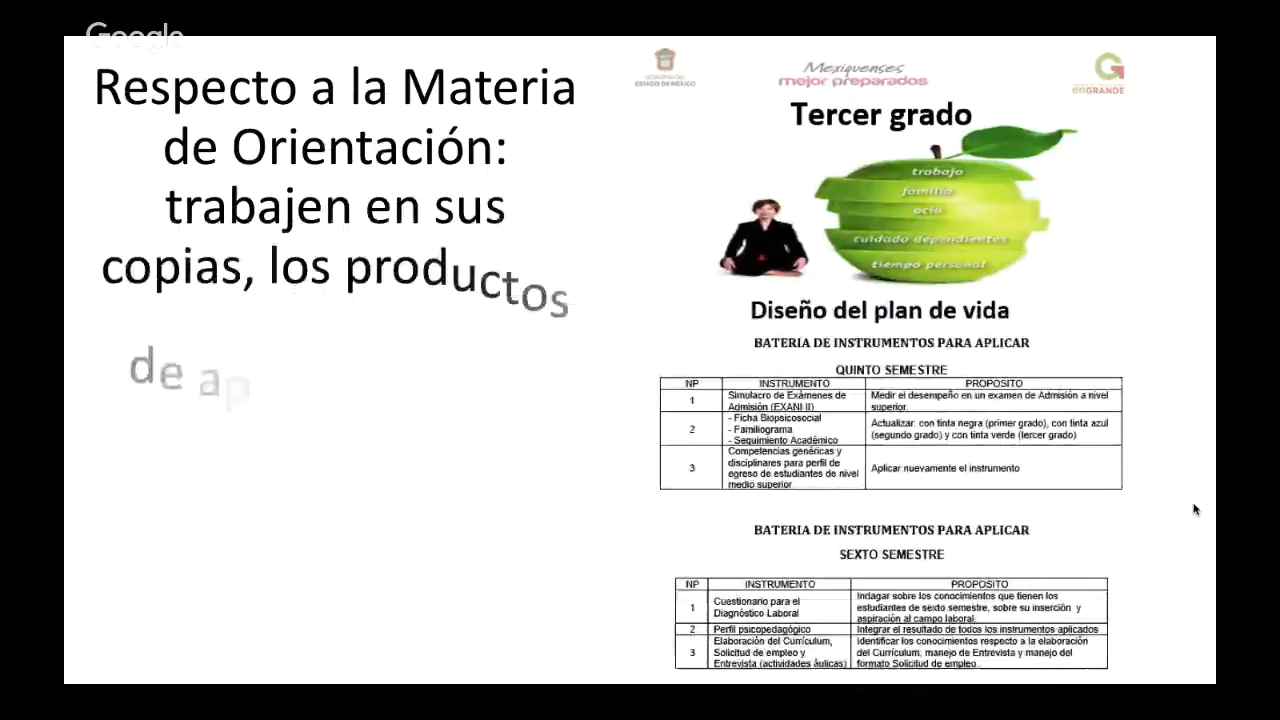 Google
Respecto a la Materia
de Orientación:
trabajen en sus
copias, los productos
de ap
GOBIERNO DEL
ESTADO DE MÉXICO
Mexiquenses
mejor preparados
enGRANDE
Tercer grado
trabajo
familia
ocio
cuidado dependientes
tiempo personal
Diseño del plan de vida
BATERIA DE INSTRUMENTOS PARA APLICAR
QUINTO SEMESTRE
NP INSTRUMENTO PROPOSITO
1 Simulacro de Exámenes de Admisión (EXANI II) Medir el desempeño en un examen de Admisión a nivel superior.
2 - Ficha Biopsicosocial - Familiograma - Seguimiento Académico Actualizar: con tinta negra (primer grado), con tinta azul (segundo grado) y con tinta verde (tercer grado)
3 Competencias genéricas y disciplinares para perfil de egreso de estudiantes de nivel medio superior Aplicar nuevamente el instrumento
BATERIA DE INSTRUMENTOS PARA APLICAR
SEXTO SEMESTRE
NP INSTRUMENTO PROPOSITO
1 Cuestionario para el Diagnóstico Laboral Indagar sobre los conocimientos que tienen los estudiantes de sexto semestre, sobre su inserción y aspiración al campo laboral.
2 Perfil psicopedagógico Integrar el resultado de todos los instrumentos aplicados
3 Elaboración del Currículum, Solicitud de empleo y Entrevista (actividades áulicas) Identificar los conocimientos respecto a la elaboración del Currículum, manejo de Entrevista y manejo del formato Solicitud de empleo.